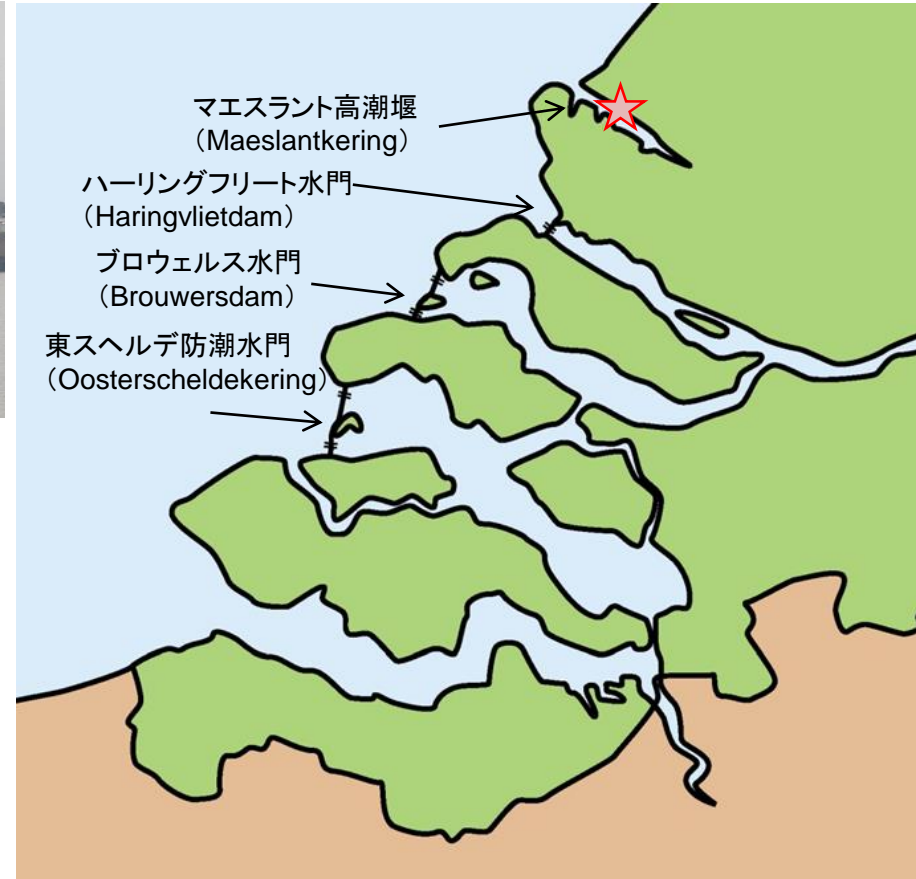 マエスラント高潮堰
（Maeslantkering）
ハーリングフリート水門
（Haringvlietdam）
ブロウェルス水門
（Brouwersdam）
東スヘルデ防潮水門
（Oosterscheldekering）